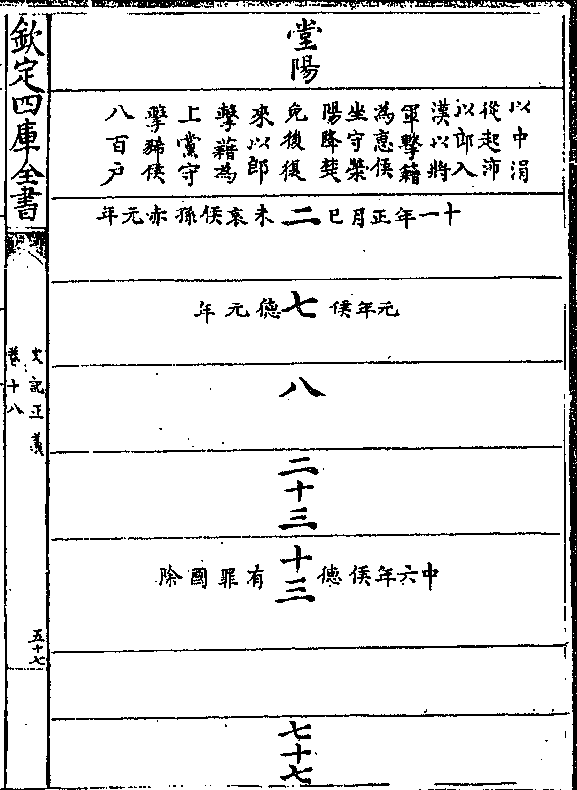 堂陽
以中涓
從起沛
以郎入
漢以將
軍擊籍
為惠侯
坐守滎
陽降楚
免後復
來以郎
擊籍為
上黨守
擊豨侯
八百户
十一年正月巳二未哀侯孫赤元年
元年侯七德元年
八
二十三
中六年侯德十三有罪國除
七十七
欽定四庫全書
史記正義
卷十八
五十七